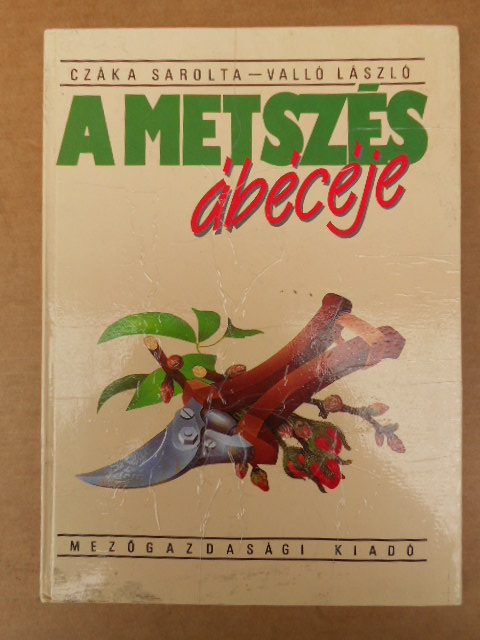 CZÁKA SAROLTA – VALLÓ LÁSZLÓ
A METSZÉS
ábécéje
MEZŐGAZDASÁGI KIADÓ